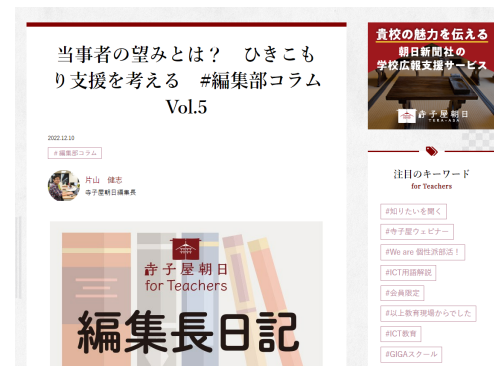 当事者の望みとは？　ひきこも
り支援を考える　#編集部コラム
Vol.5
2022.12.10
#編集部コラム
片山　健志
寺子屋朝日編集長
寺子屋朝日
for Teachers
編集長日記
貴校の魅力を伝える
朝日新聞社の
学校広報支援サービス
寺子屋朝日
TERA-ASA
注目のキーワード
for Teachers
#知りたいを聞く
#寺子屋ウェビナー
#We are 個性派部活！
#ICT用語解説
#会員限定
#以上教育現場からでした
#ICT教育
#GIGAスクール